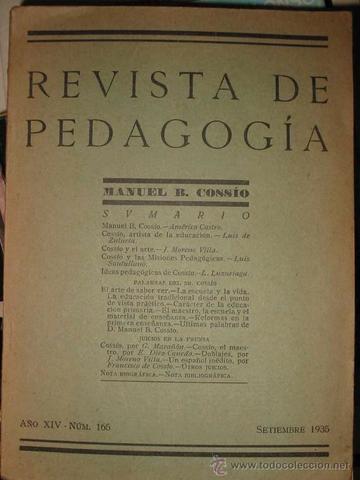 REVISTA DE
PEDAGOGÍA
MANUEL B. COSSÍO
SVMARIO
Manuel B. Cossío.—Américo Castro.
Cossío, artista de la educación.—Luis de
Zulueta.
Cossío y el arte.—J. Moreno Villa.
Cossío y las Misiones Pedagógicas.—Luis
Santullano.
Ideas pedagógicas de Cossío.—L. Luzuriaga.
PALABRAS DEL SR. COSSÍO
El arte de saber ver.—La escuela y la vida.
La educación tradicional desde el punto
de vista práctico.—Carácter de la educación
primaria.—El maestro, la escuela y el
material de enseñanza.—Reformas en la
primera enseñanza.—Últimas palabras de
D. Manuel B. Cossío.
JUICIOS EN LA PRENSA
Cossío, por G. Marañón.—Cossío, el maestro,
por E. Díez-Canedo.—Doblajes, por
J. Moreno Villa.—Un español inédito, por
Francisco de Cossío.—Otros juicios.
Nota biográfica.—Nota bibliográfica.
AÑO XIV - NÚM. 165
SETIEMBRE 1935
todocoleccion.net